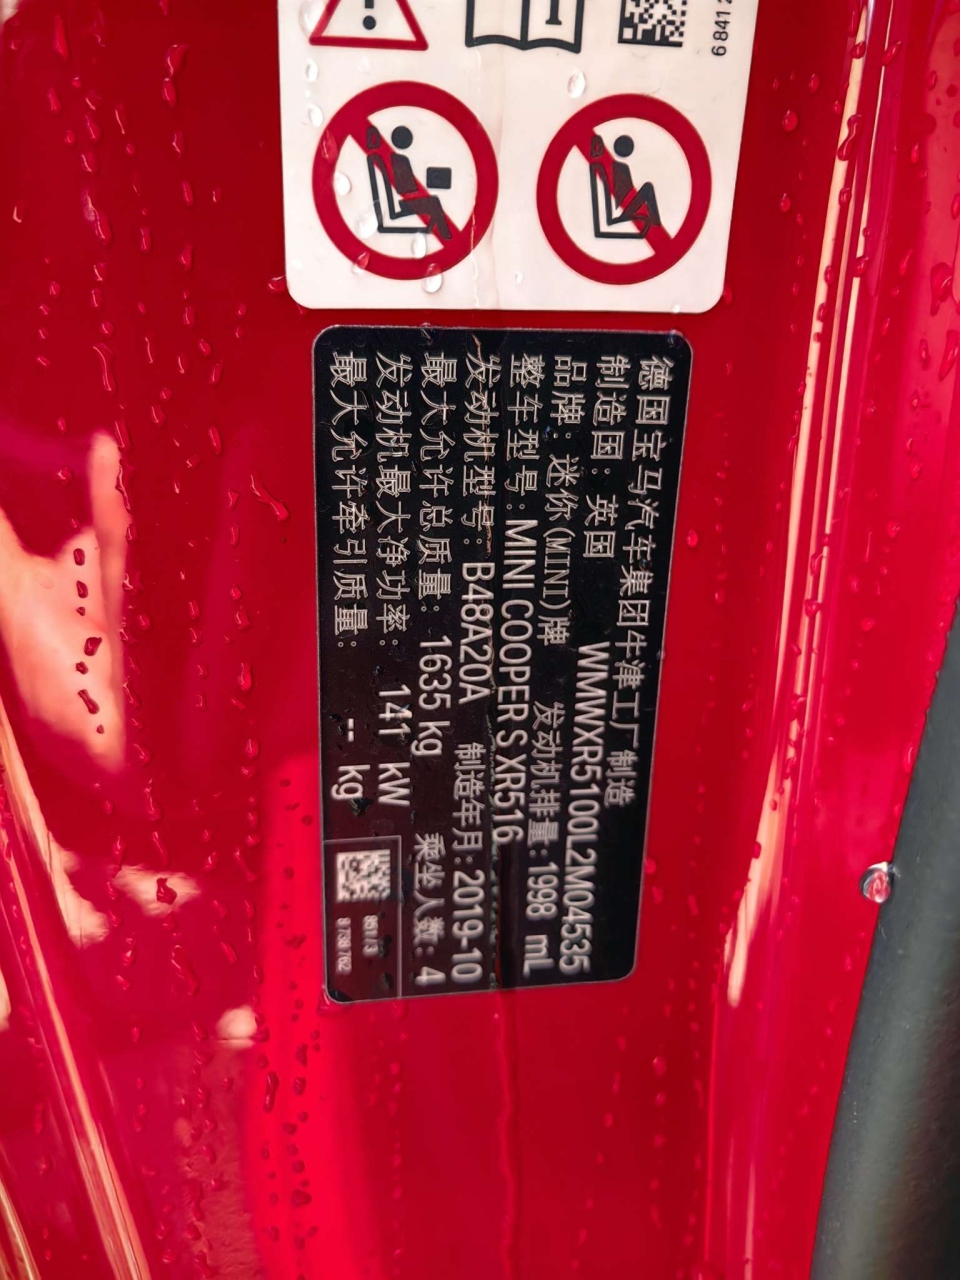 6841 2
德国宝马汽车集团牛津工厂制造
制造国: 英国 WMWXR5100L2M04535
品牌: 迷你(MINI)牌 发动机排量: 1998 mL
整车型号: MINI COOPER S XR516
发动机型号: B48A20A 制造年月: 2019-10
最大允许总质量: 1635 kg 乘坐人数: 4
发动机最大净功率: 141 kW
最大允许牵引质量: -- kg
8738762